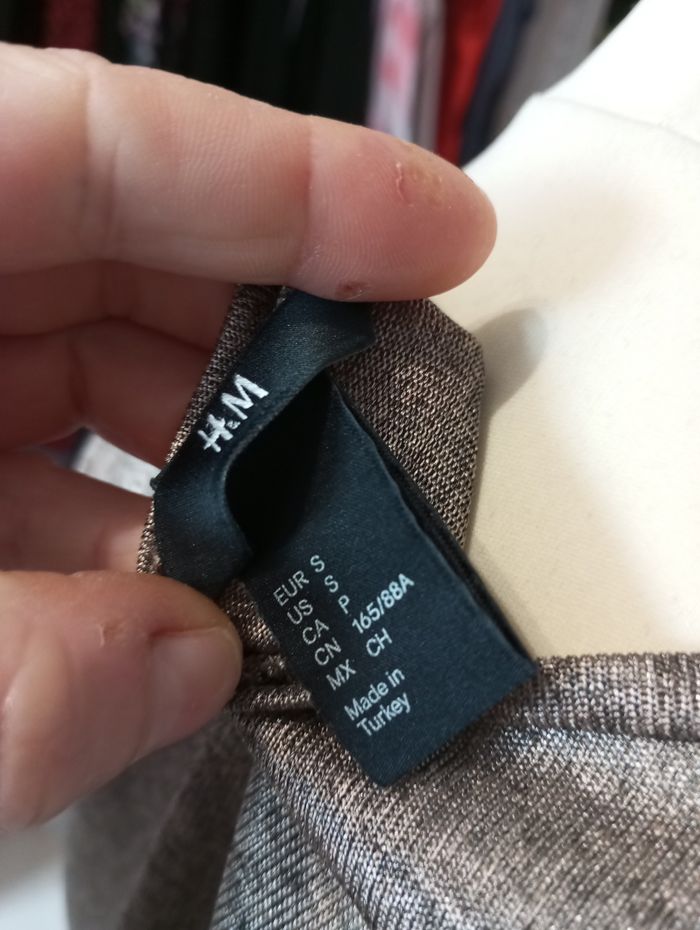 H&M
EUR S
US S
CA P
CN 165/88A
MX CH
Made in
Turkey